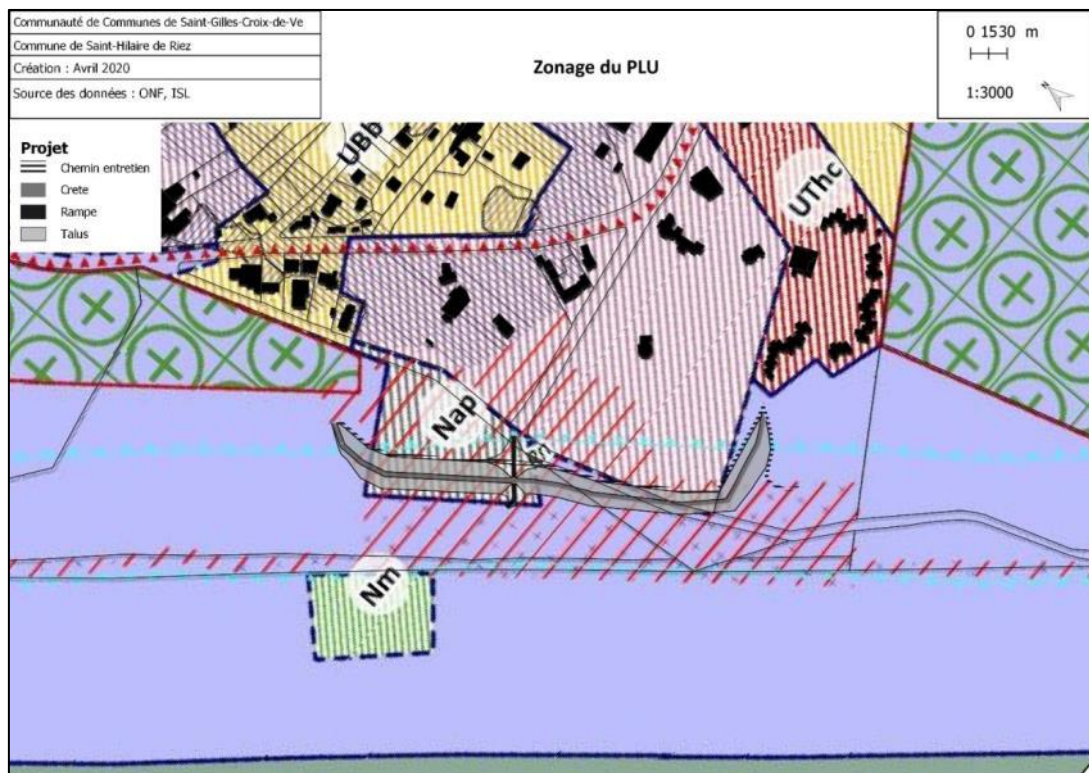 Communauté de Communes de Saint-Gilles-Croix-de-Ve
Commune de Saint-Hilaire de Riez
Création : Avril 2020
Source des données : ONF, ISL
Zonage du PLU
0 1530 m
1:3000
N
Projet
Chemin entretien
Crete
Rampe
Talus
UBb
UThc
Nap
Nm